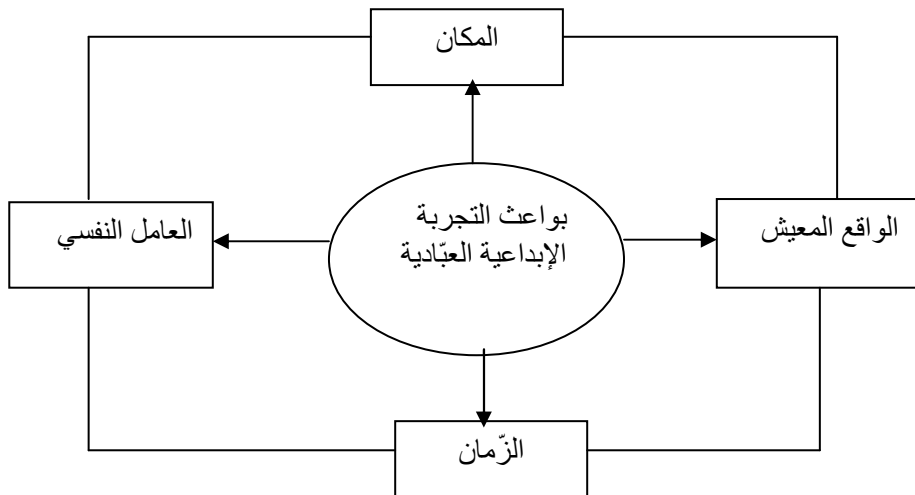 المكان
بواعث التجربة
الإبداعية العبّادية
الواقع المعيش
العامل النفسي
الزّمان